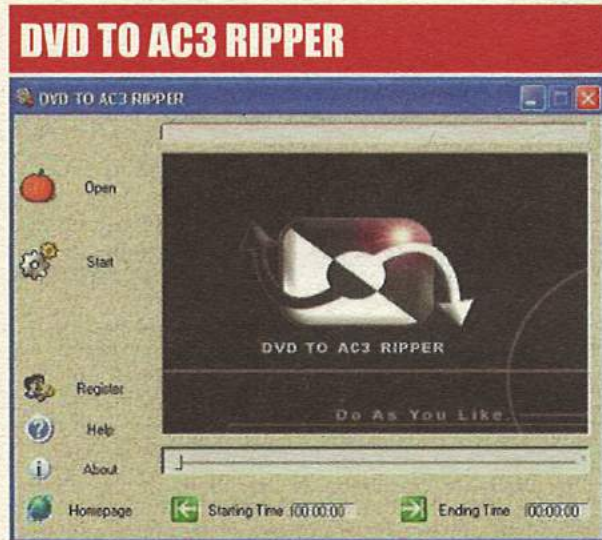 DVD TO AC3 RIPPER
DVD TO AC3 RIPPER
Open
Start
DVD TO AC3 RIPPER
Do As You Like
Register
Help
About
Homepage
Starting Time 00:00:00
Ending Time 00:00:00